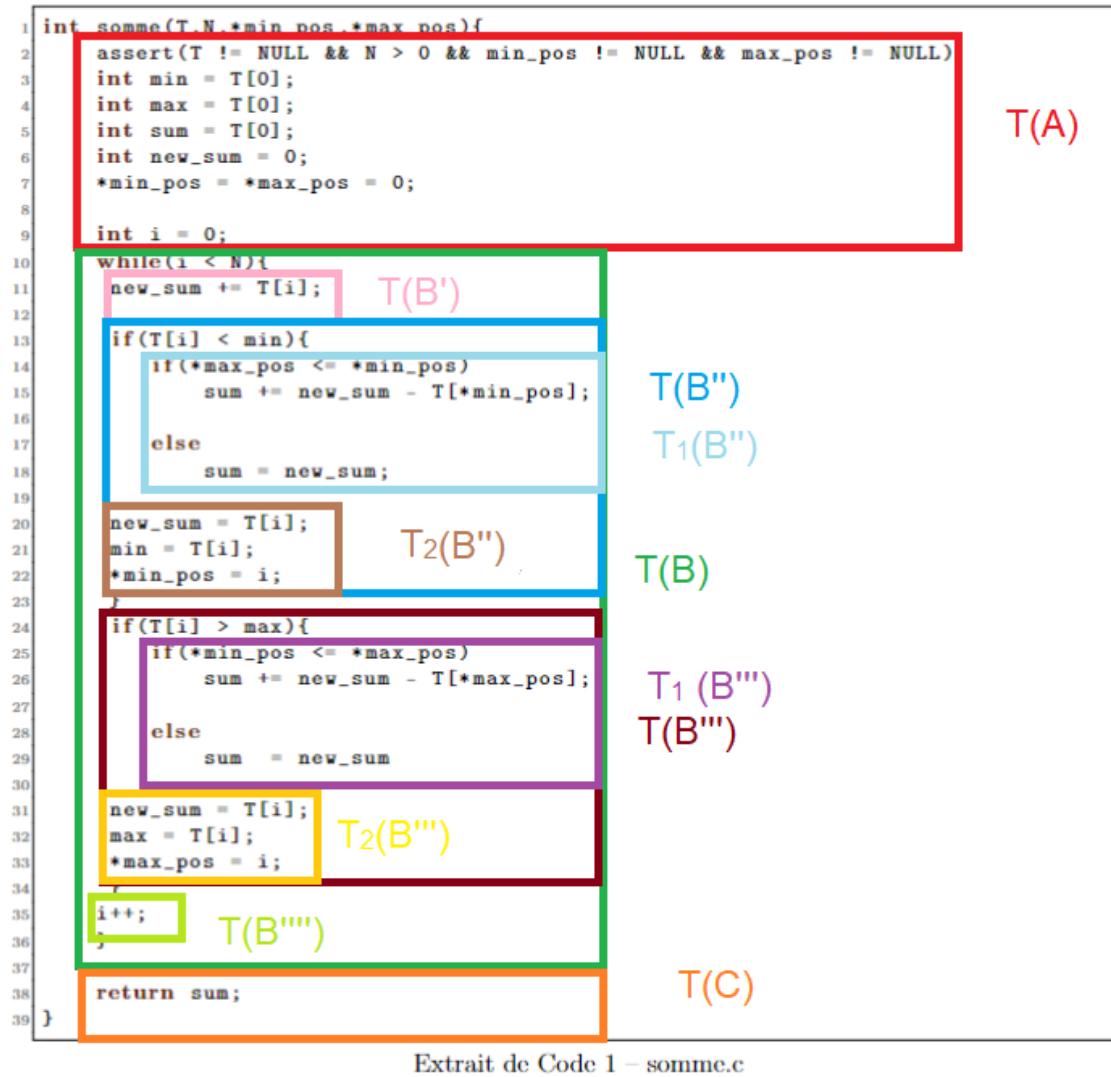 1 int somme(T,N,*min_pos,*max_pos){
2 assert(T != NULL && N > 0 && min_pos != NULL && max_pos != NULL)
3 int min = T[0];
4 int max = T[0];
5 int sum = T[0];
6 int new_sum = 0;
7 *min_pos = *max_pos = 0;
8
9 int i = 0;
10 while(i < N){
11 new_sum += T[i];
12
13 if(T[i] < min){
14 if(*max_pos <= *min_pos)
15 sum += new_sum - T[*min_pos];
16
17 else
18 sum = new_sum;
19
20 new_sum = T[i];
21 min = T[i];
22 *min_pos = i;
23 }
24 if(T[i] > max){
25 if(*min_pos <= *max_pos)
26 sum += new_sum - T[*max_pos];
27
28 else
29 sum = new_sum
30
31 new_sum = T[i];
32 max = T[i];
33 *max_pos = i;
34 }
35 i++;
36 }
37
38 return sum;
39 }
T(A)
T(B')
T(B'')
T₁(B'')
T₂(B'')
T(B)
T₁ (B''')
T(B''')
T₂(B''')
T(B'''')
T(C)
Extrait de Code 1 – somme.c